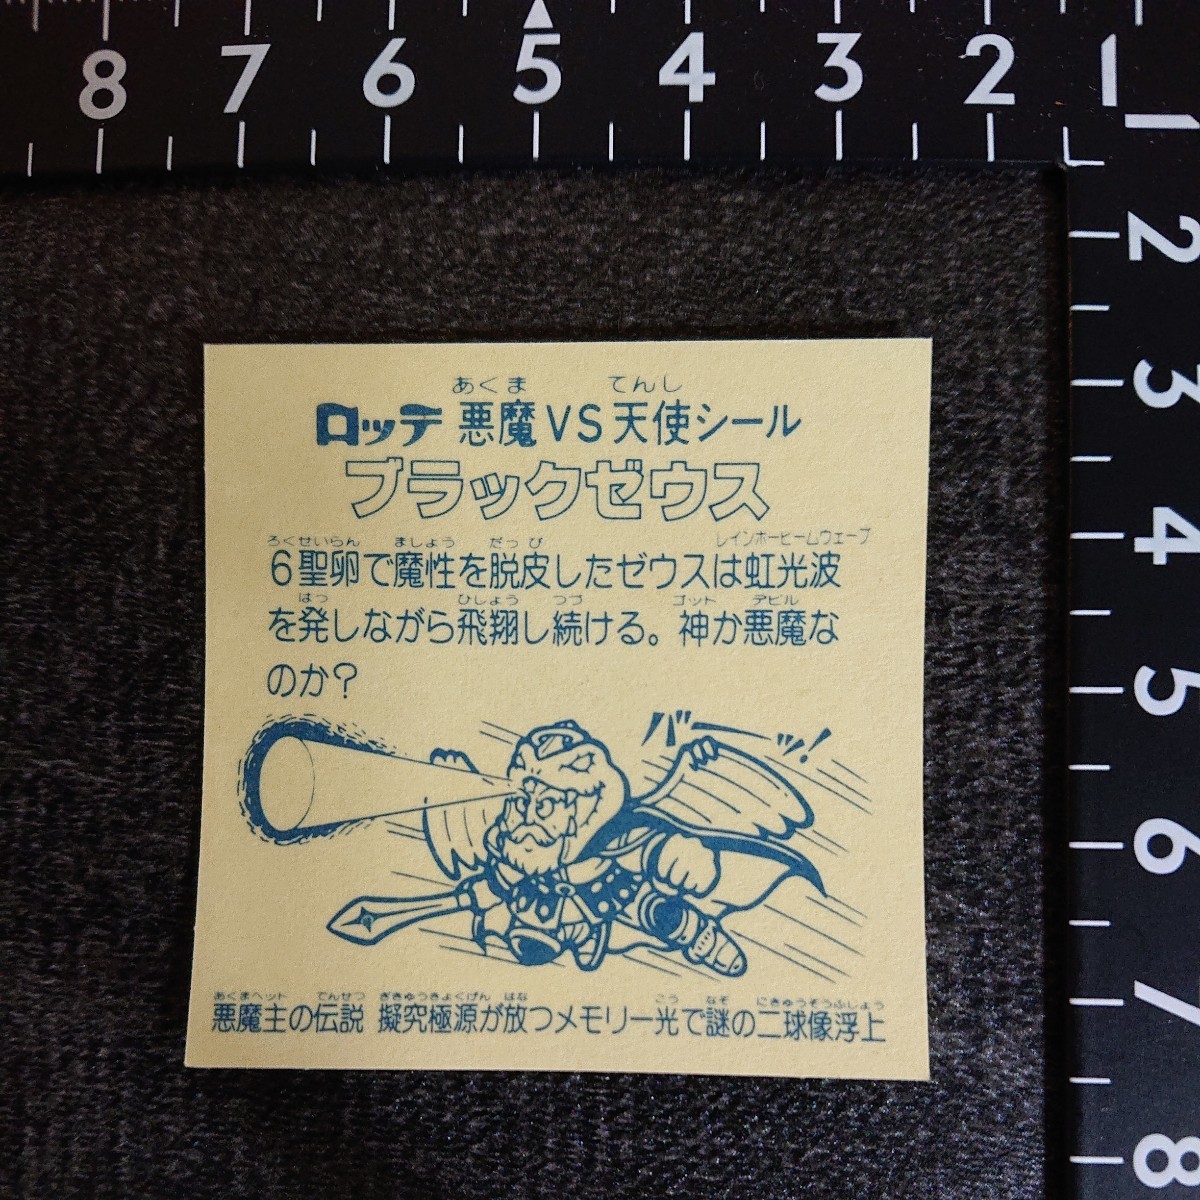 8 7 6 5 4 3 2 1
1
2
3
4
5
6
7
8
あくま てんし
ロッテ 悪魔VS天使シール
ブラックゼウス
ろくせいらん ましょう だっぴ レインボービームウェーブ
6聖卵で魔性を脱皮したゼウスは虹光波
はっ ひしょう つづ ゴット デビル
を発しながら飛翔し続ける。神か悪魔な
のか?
バッ!
あくまヘット でんせつ ぎきゅうきょくげん はな こう なぞ にきゅうぞうふじょう
悪魔主の伝説 擬究極源が放つメモリー光で謎の二球像浮上